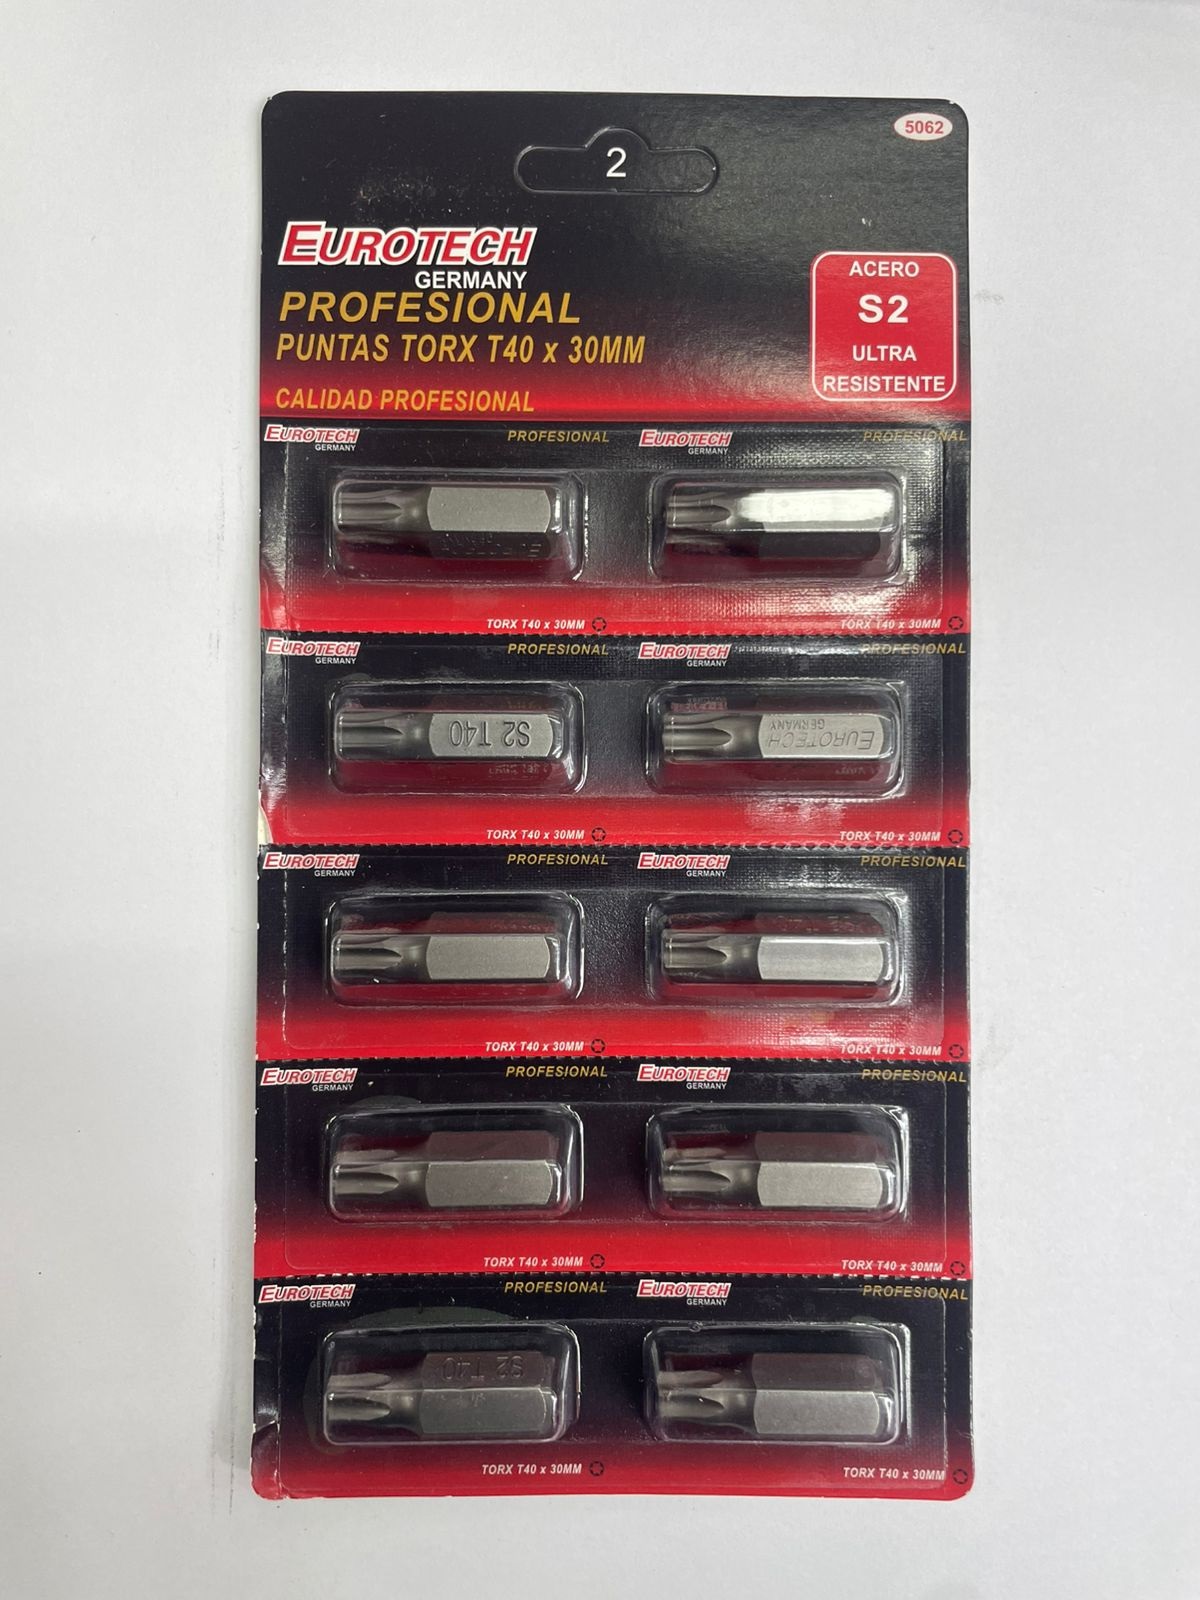 5062
2
EUROTECH
GERMANY
PROFESIONAL
PUNTAS TORX T40 x 30MM
CALIDAD PROFESIONAL
ACERO
S2
ULTRA
RESISTENTE
EUROTECH GERMANY PROFESIONAL
EUROTECH GERMANY
TORX T40 x 30MM
EUROTECH GERMANY PROFESIONAL
TORX T40 x 30MM
EUROTECH GERMANY PROFESIONAL
S2 T40
TORX T40 x 30MM
EUROTECH GERMANY PROFESIONAL
EUROTECH GERMANY
TORX T40 x 30MM
EUROTECH GERMANY PROFESIONAL
TORX T40 x 30MM
EUROTECH GERMANY PROFESIONAL
TORX T40 x 30MM
EUROTECH GERMANY PROFESIONAL
TORX T40 x 30MM
EUROTECH GERMANY PROFESIONAL
TORX T40 x 30MM
EUROTECH GERMANY PROFESIONAL
S2 T40
TORX T40 x 30MM
EUROTECH GERMANY PROFESIONAL
TORX T40 x 30MM